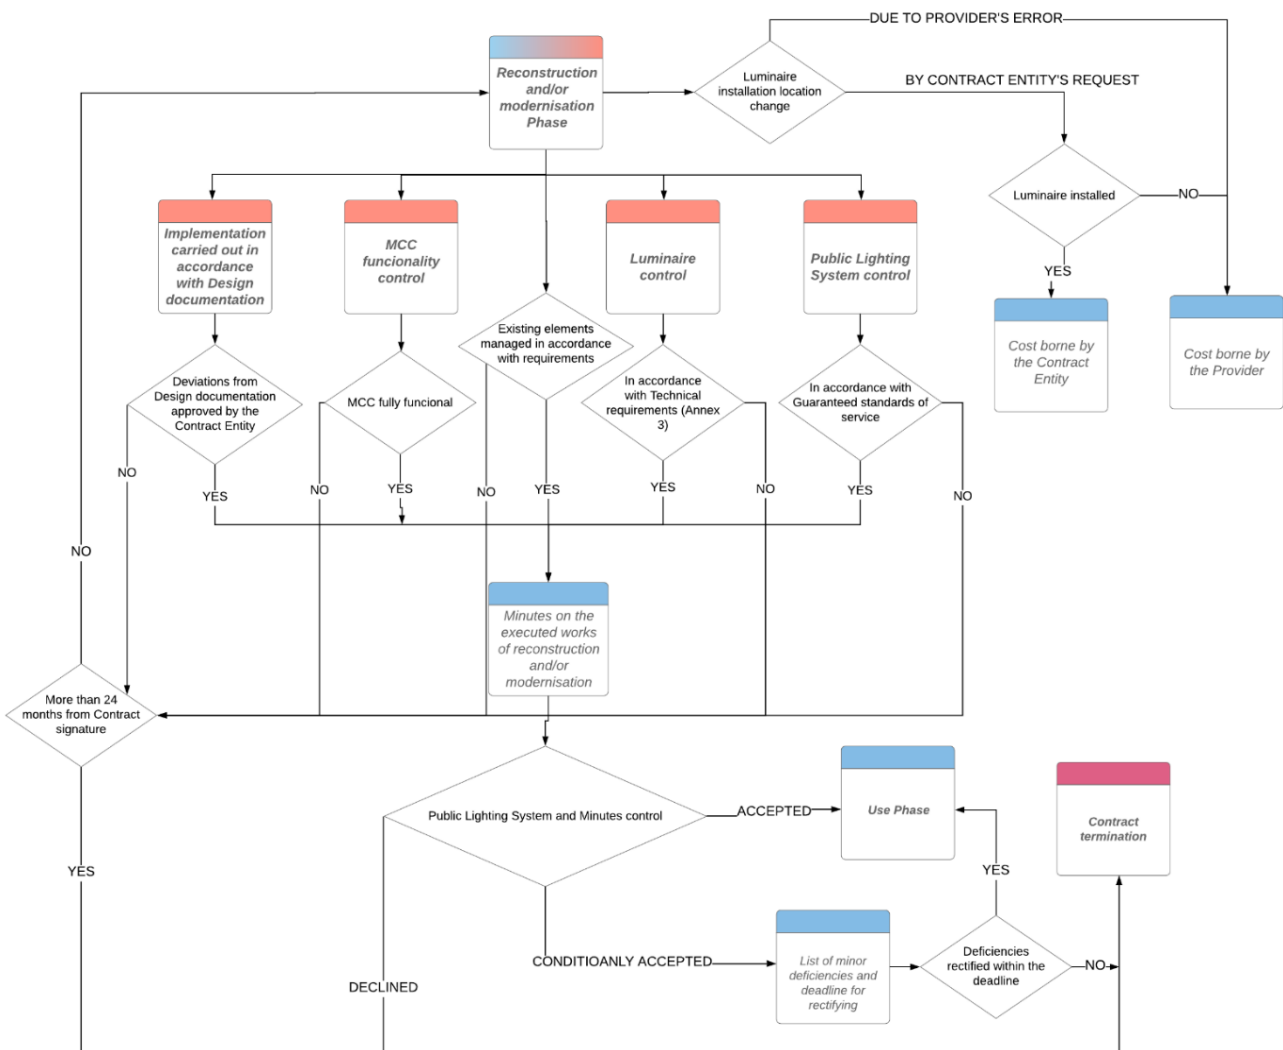 DUE TO PROVIDER'S ERROR
Reconstruction
and/or
modernisation
Phase
Luminaire
installation location
change
BY CONTRACT ENTITY'S REQUEST
Luminaire installed
NO
YES
Cost borne by
the Contract
Entity
Cost borne by
the Provider
Implementation
carried out in
accordance
with Design
documentation
MCC
funcionality
control
Luminaire
control
Public Lighting
System control
Existing elements
managed in accordance
with requirements
Deviations from
Design documentation
approved by the
Contract Entity
MCC fully funcional
In accordance
with Technical
requirements (Annex
3)
In accordance with
Guaranteed standards of
service
NO
YES
NO
YES
NO
YES
YES
NO
YES
NO
NO
Minutes on the
executed works
of reconstruction
and/or
modernisation
More than 24
months from Contract
signature
YES
Public Lighting System and Minutes control
ACCEPTED
Use Phase
Contract
termination
YES
CONDITIOANLY ACCEPTED
List of minor
deficiencies and
deadline for
rectifying
Deficiencies
rectified within the
deadline
NO
DECLINED